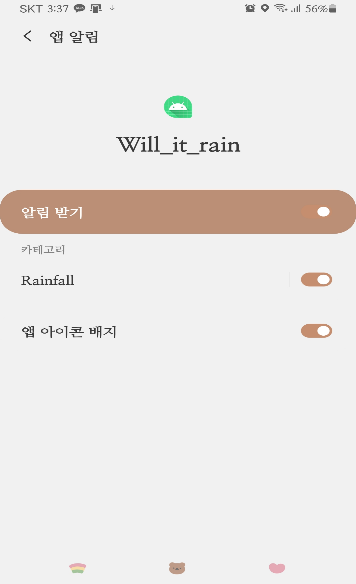 SKT 3:37 56%
앱 알림
Will_it_rain
알림 받기
카테고리
Rainfall
앱 아이콘 배지